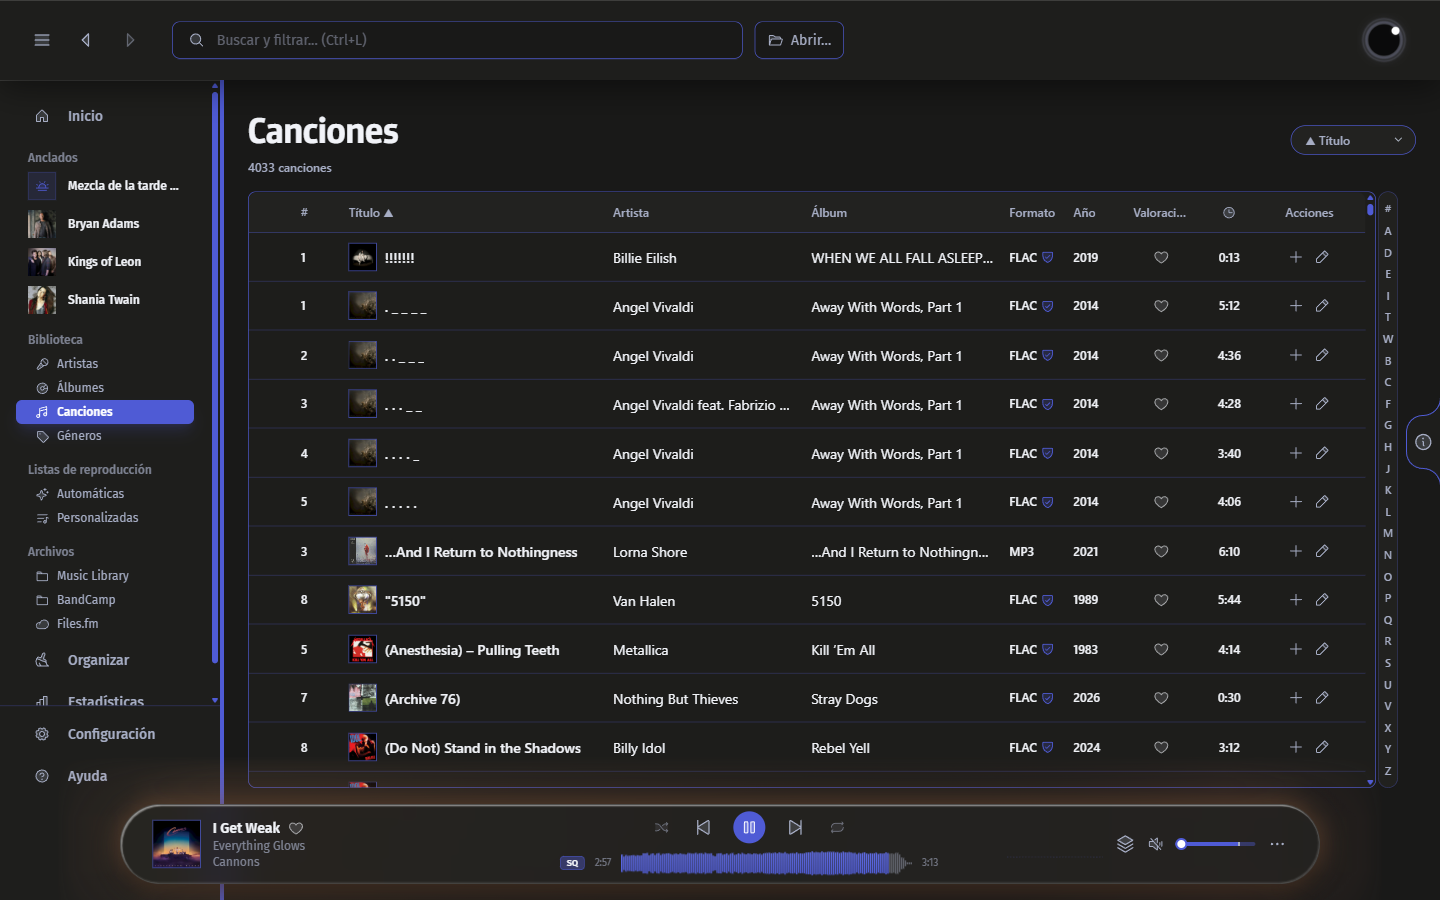 Buscar y filtrar... (Ctrl+L)
Abrir...
Inicio
Anclados
Mezcla de la tarde ...
Bryan Adams
Kings of Leon
Shania Twain
Biblioteca
Artistas
Álbumes
Canciones
Géneros
Listas de reproducción
Automáticas
Personalizadas
Archivos
Music Library
BandCamp
Files.fm
Organizar
Estadísticas
Configuración
Ayuda
Canciones
4033 canciones
▲ Título
# Título ▲ Artista Álbum Formato Año Valoraci... Acciones
1 !!!!!!! Billie Eilish WHEN WE ALL FALL ASLEEP... FLAC 2019 0:13
1 . _ _ _ _ Angel Vivaldi Away With Words, Part 1 FLAC 2014 5:12
2 . . _ _ _ Angel Vivaldi Away With Words, Part 1 FLAC 2014 4:36
3 . . . _ _ Angel Vivaldi feat. Fabrizio ... Away With Words, Part 1 FLAC 2014 4:28
4 . . . . _ Angel Vivaldi Away With Words, Part 1 FLAC 2014 3:40
5 . . . . . Angel Vivaldi Away With Words, Part 1 FLAC 2014 4:06
3 ...And I Return to Nothingness Lorna Shore ...And I Return to Nothingn... MP3 2021 6:10
8 "5150" Van Halen 5150 FLAC 1989 5:44
5 (Anesthesia) – Pulling Teeth Metallica Kill ’Em All FLAC 1983 4:14
7 (Archive 76) Nothing But Thieves Stray Dogs FLAC 2026 0:30
8 (Do Not) Stand in the Shadows Billy Idol Rebel Yell FLAC 2024 3:12
#
A
D
E
I
T
W
B
C
F
G
H
J
K
L
M
N
O
P
Q
R
S
U
V
X
Y
Z
I Get Weak
Everything Glows
Cannons
SQ 2:57 3:13